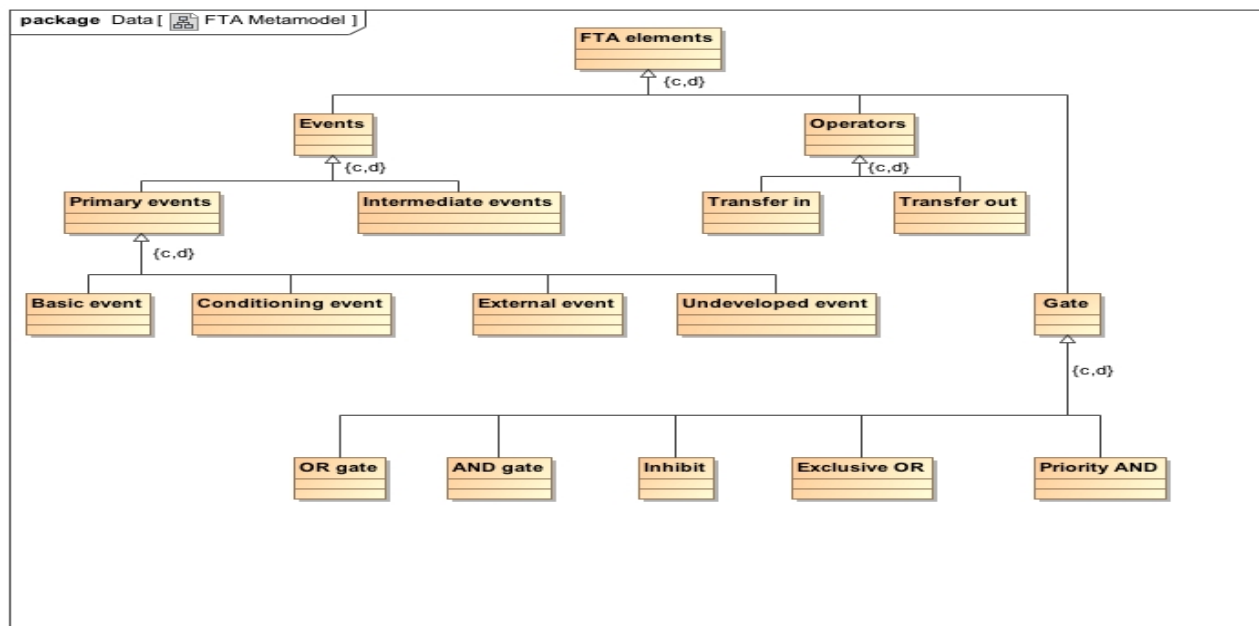 package Data [ FTA Metamodel ]
FTA elements
{c,d}
Events
Operators
{c,d}
{c,d}
Primary events
Intermediate events
Transfer in
Transfer out
{c,d}
Basic event
Conditioning event
External event
Undeveloped event
Gate
{c,d}
OR gate
AND gate
Inhibit
Exclusive OR
Priority AND